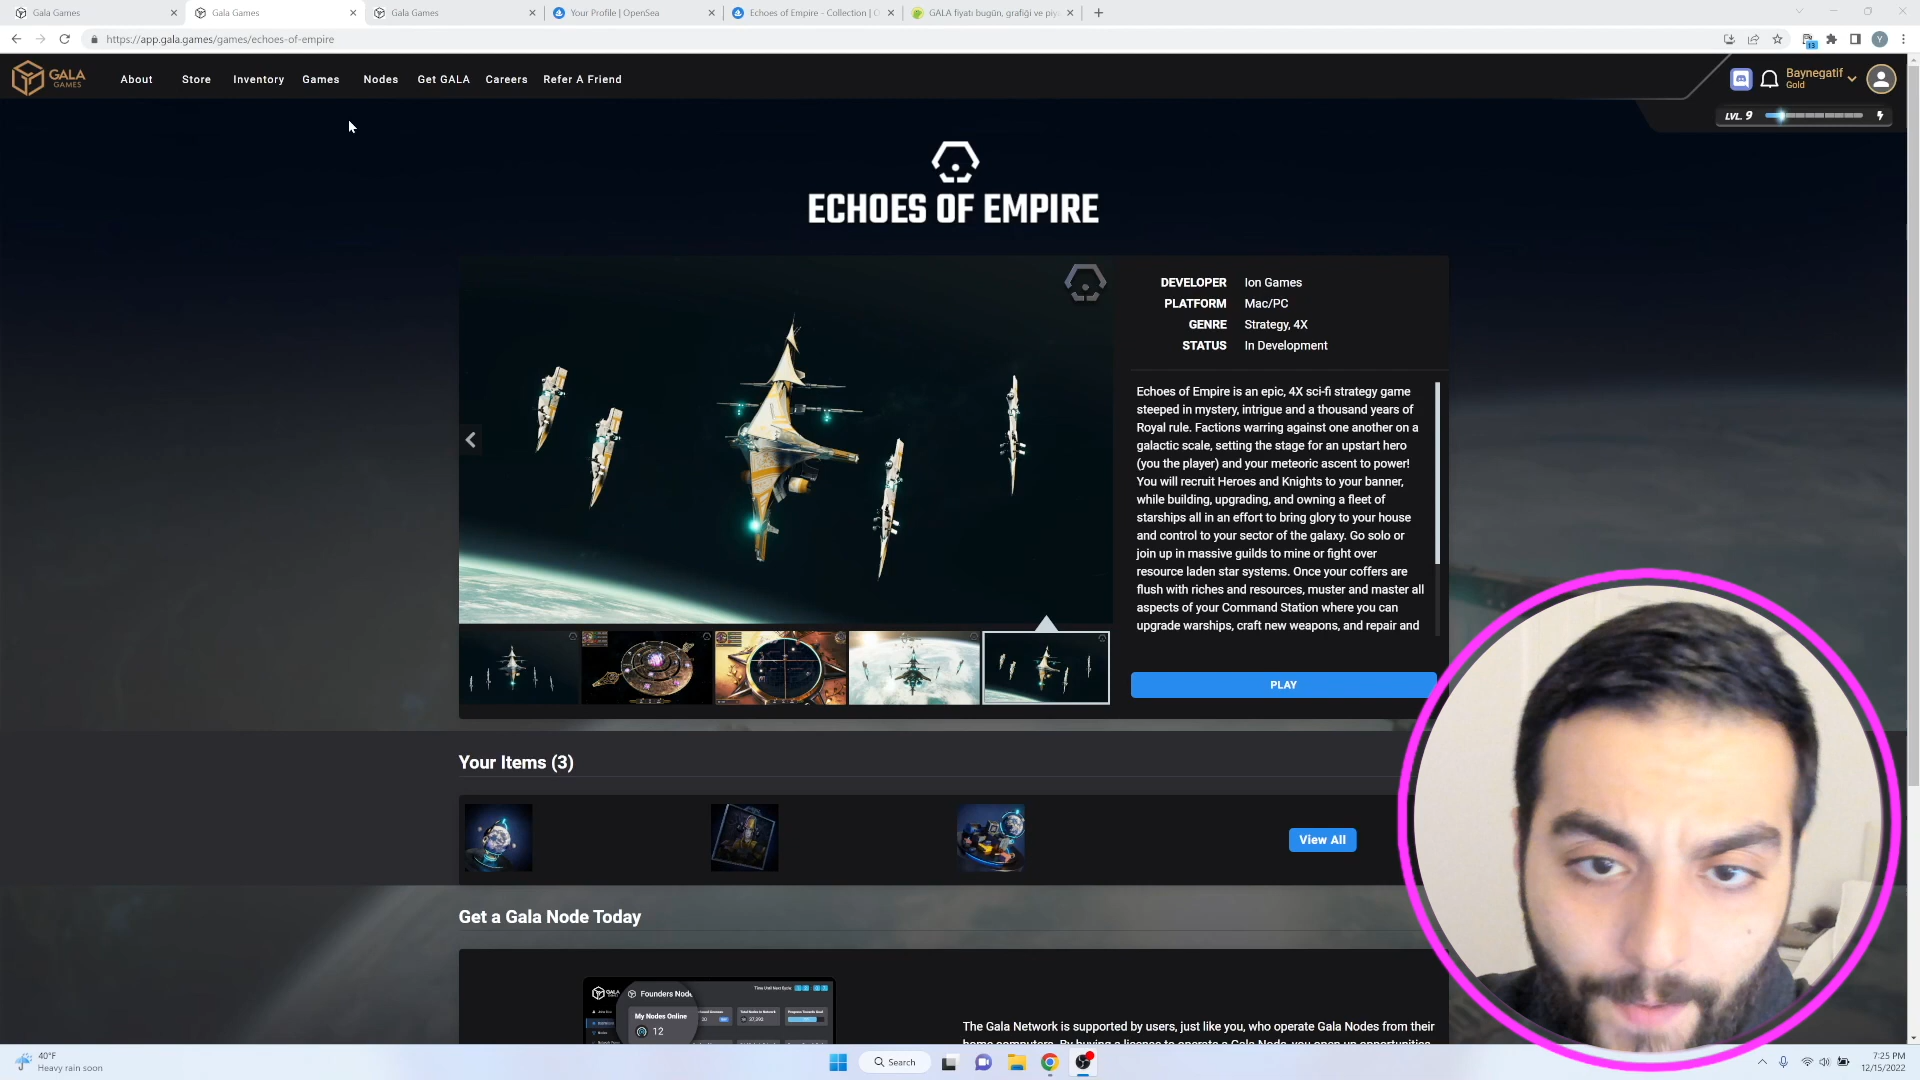 Gala Games
Gala Games
Gala Games
Your Profile | OpenSea
Echoes of Empire - Collection | O
GALA fiyatı bugün, grafiği ve piy
https://app.gala.games/games/echoes-of-empire
13
Y
GALA
GAMES
About
Store
Inventory
Games
Nodes
Get GALA
Careers
Refer A Friend
Baynegatif
Gold
LVL. 9
ECHOES OF EMPIRE
DEVELOPER Ion Games
PLATFORM Mac/PC
GENRE Strategy, 4X
STATUS In Development
Echoes of Empire is an epic, 4X sci-fi strategy game
steeped in mystery, intrigue and a thousand years of
Royal rule. Factions warring against one another on a
galactic scale, setting the stage for an upstart hero
(you the player) and your meteoric ascent to power!
You will recruit Heroes and Knights to your banner,
while building, upgrading, and owning a fleet of
starships all in an effort to bring glory to your house
and control to your sector of the galaxy. Go solo or
join up in massive guilds to mine or fight over
resource laden star systems. Once your coffers are
flush with riches and resources, muster and master all
aspects of your Command Station where you can
upgrade warships, craft new weapons, and repair and
PLAY
Your Items (3)
View All
Get a Gala Node Today
GALA
GAMES
Founders Node
Time Until Next Cycle:
My Nodes Online
12
The Gala Network is supported by users, just like you, who operate Gala Nodes from their
home computers. By buying a license to operate a Gala Node, you open up opportunities
40°F
Heavy rain soon
Search
7:25 PM
12/15/2022